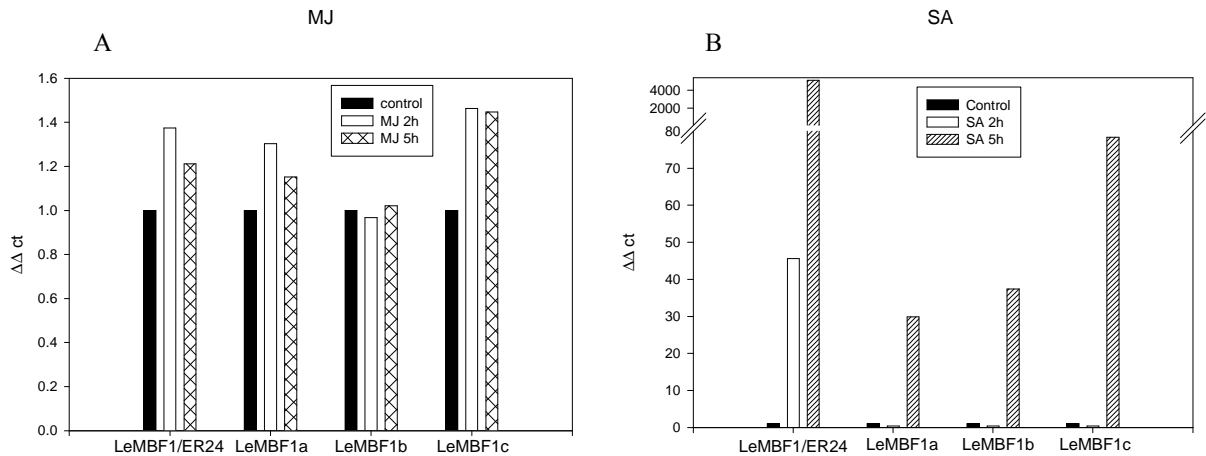 MJ
A
1.6
1.4
1.2
1.0
0.8
0.6
0.4
0.2
0.0
ΔΔ ct
control
MJ 2h
MJ 5h
LeMBF1/ER24
LeMBF1a
LeMBF1b
LeMBF1c
SA
B
4000
2000
80
70
60
50
40
30
20
10
0
ΔΔ ct
Control
SA 2h
SA 5h
LeMBF1/ER24
LeMBF1a
LeMBF1b
LeMBF1c